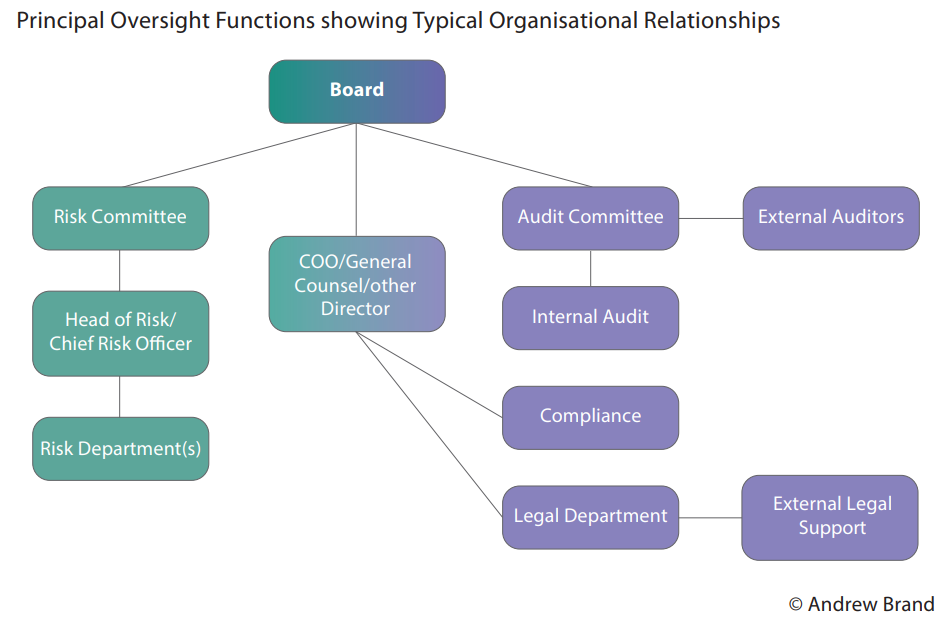 Principal Oversight Functions showing Typical Organisational Relationships
Board
Risk Committee
Audit Committee
External Auditors
COO/General
Counsel/other
Director
Head of Risk/
Chief Risk Officer
Internal Audit
Compliance
Risk Department(s)
Legal Department
External Legal
Support
© Andrew Brand